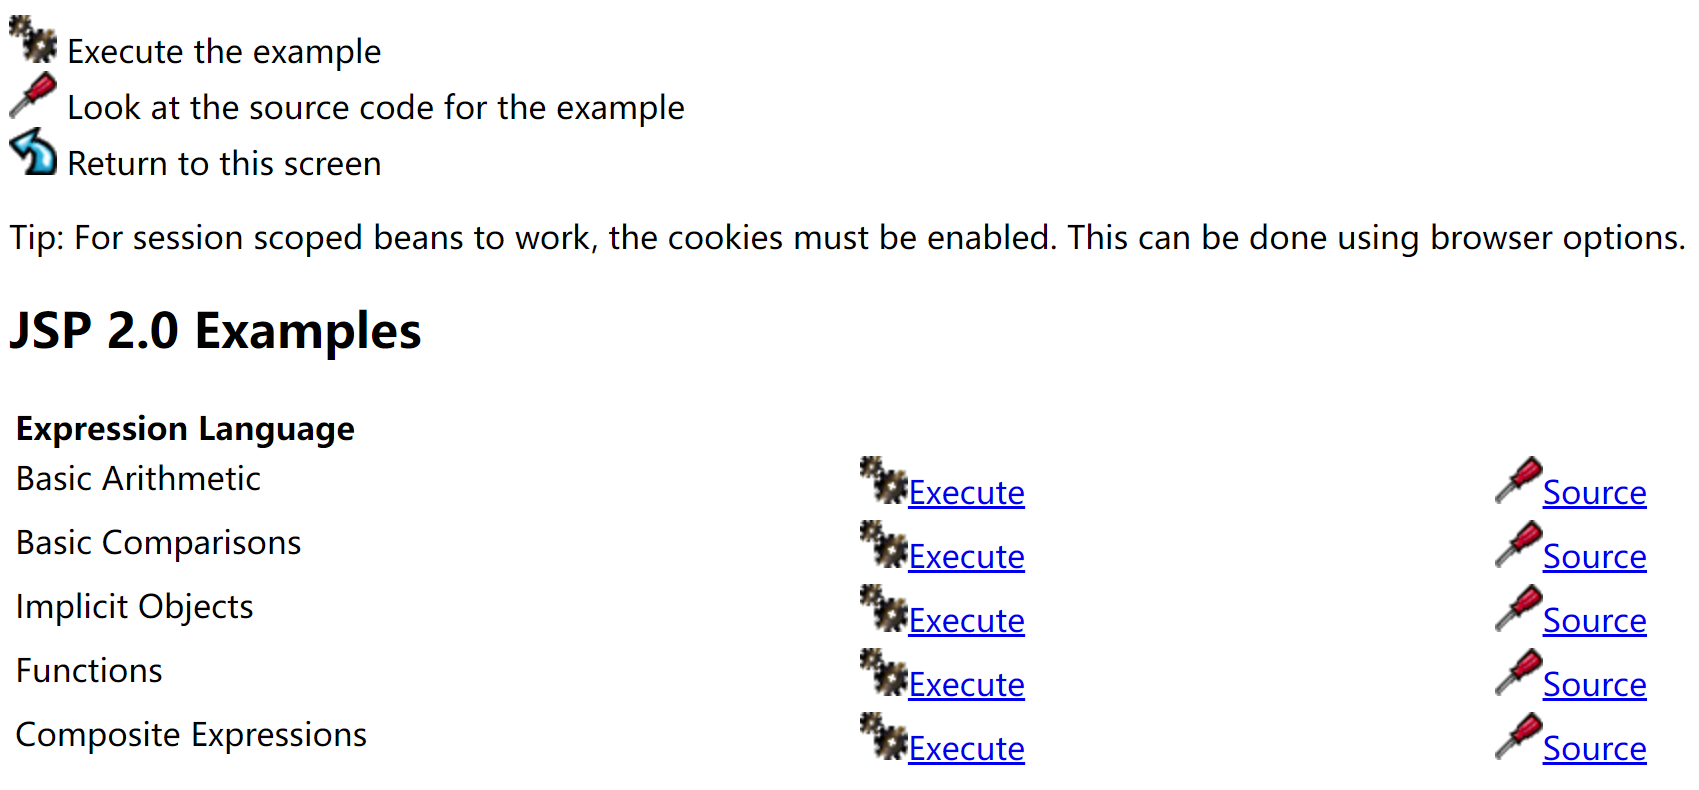 Execute the example
Look at the source code for the example
Return to this screen
Tip: For session scoped beans to work, the cookies must be enabled. This can be done using browser options.
JSP 2.0 Examples
Expression Language
Basic Arithmetic Execute Source
Basic Comparisons Execute Source
Implicit Objects Execute Source
Functions Execute Source
Composite Expressions Execute Source